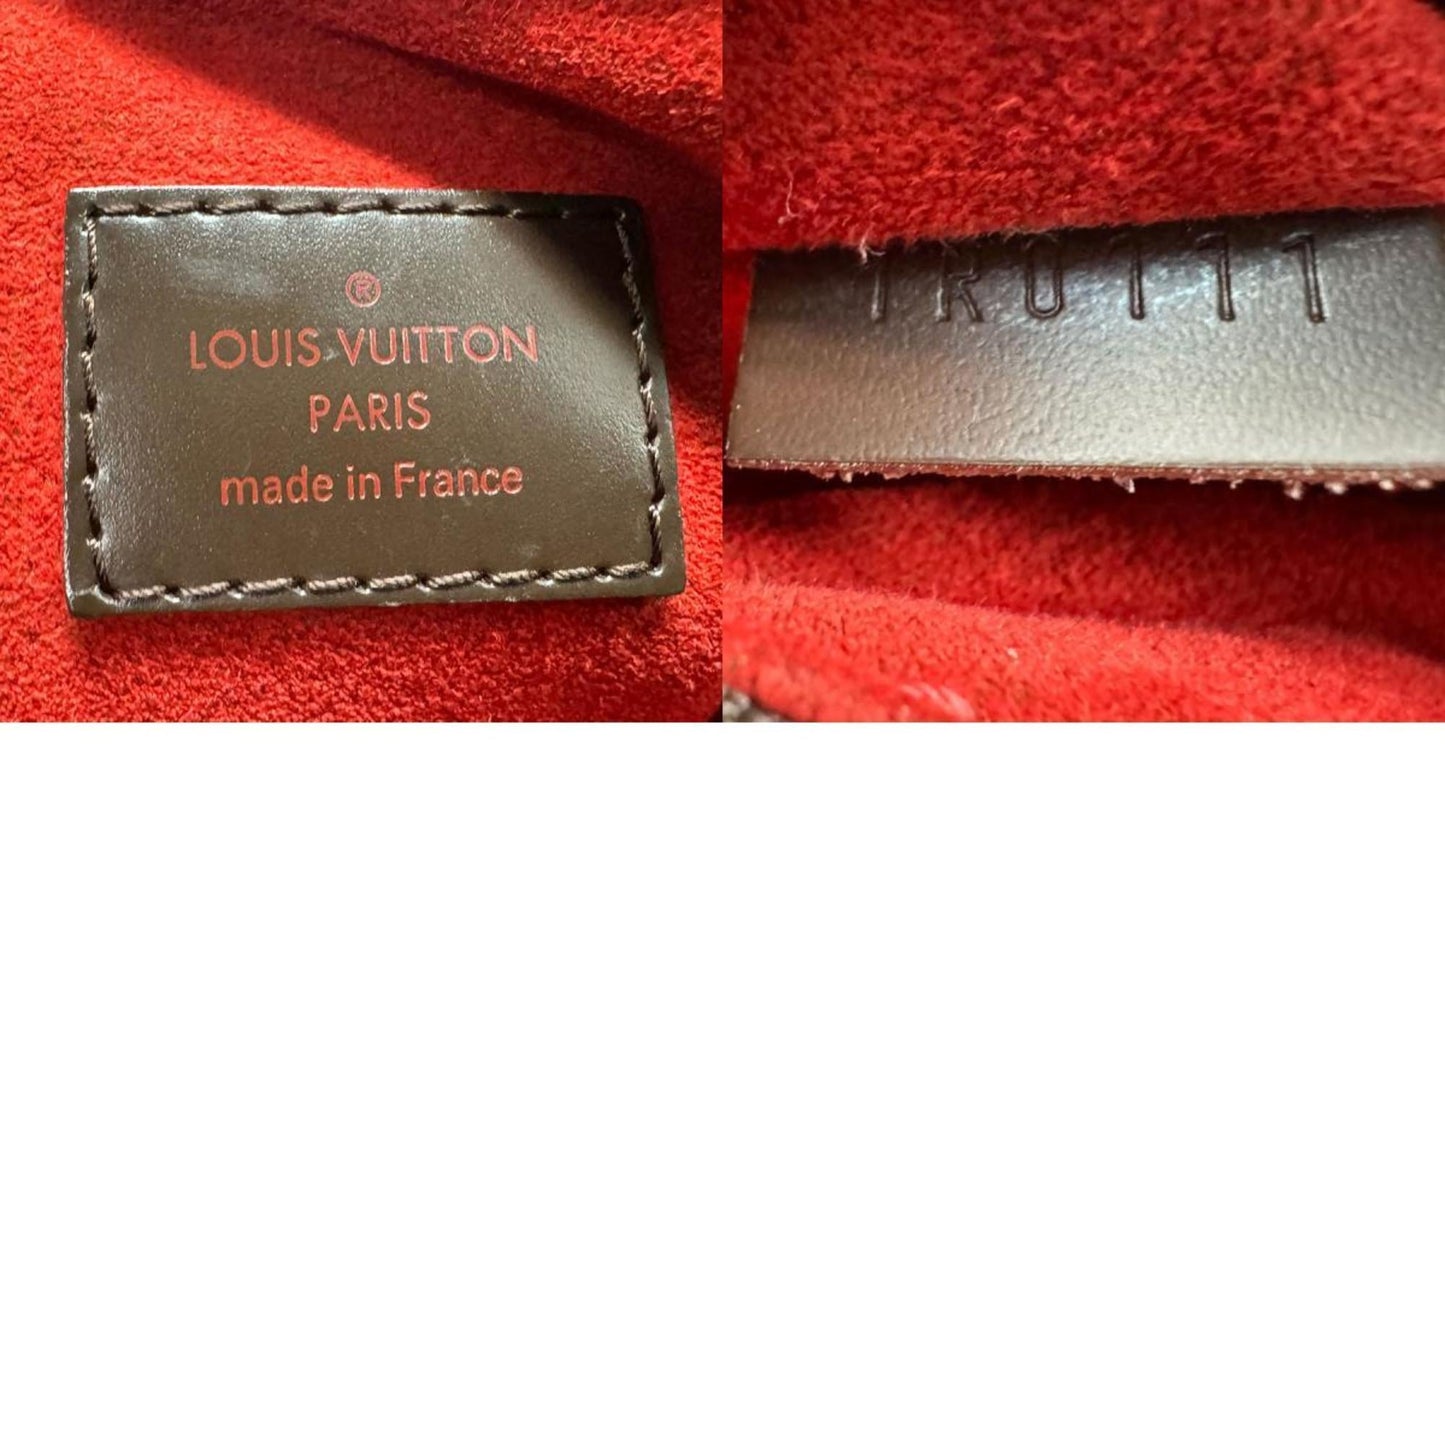 ®
LOUIS VUITTON
PARIS
made in France
TR0111